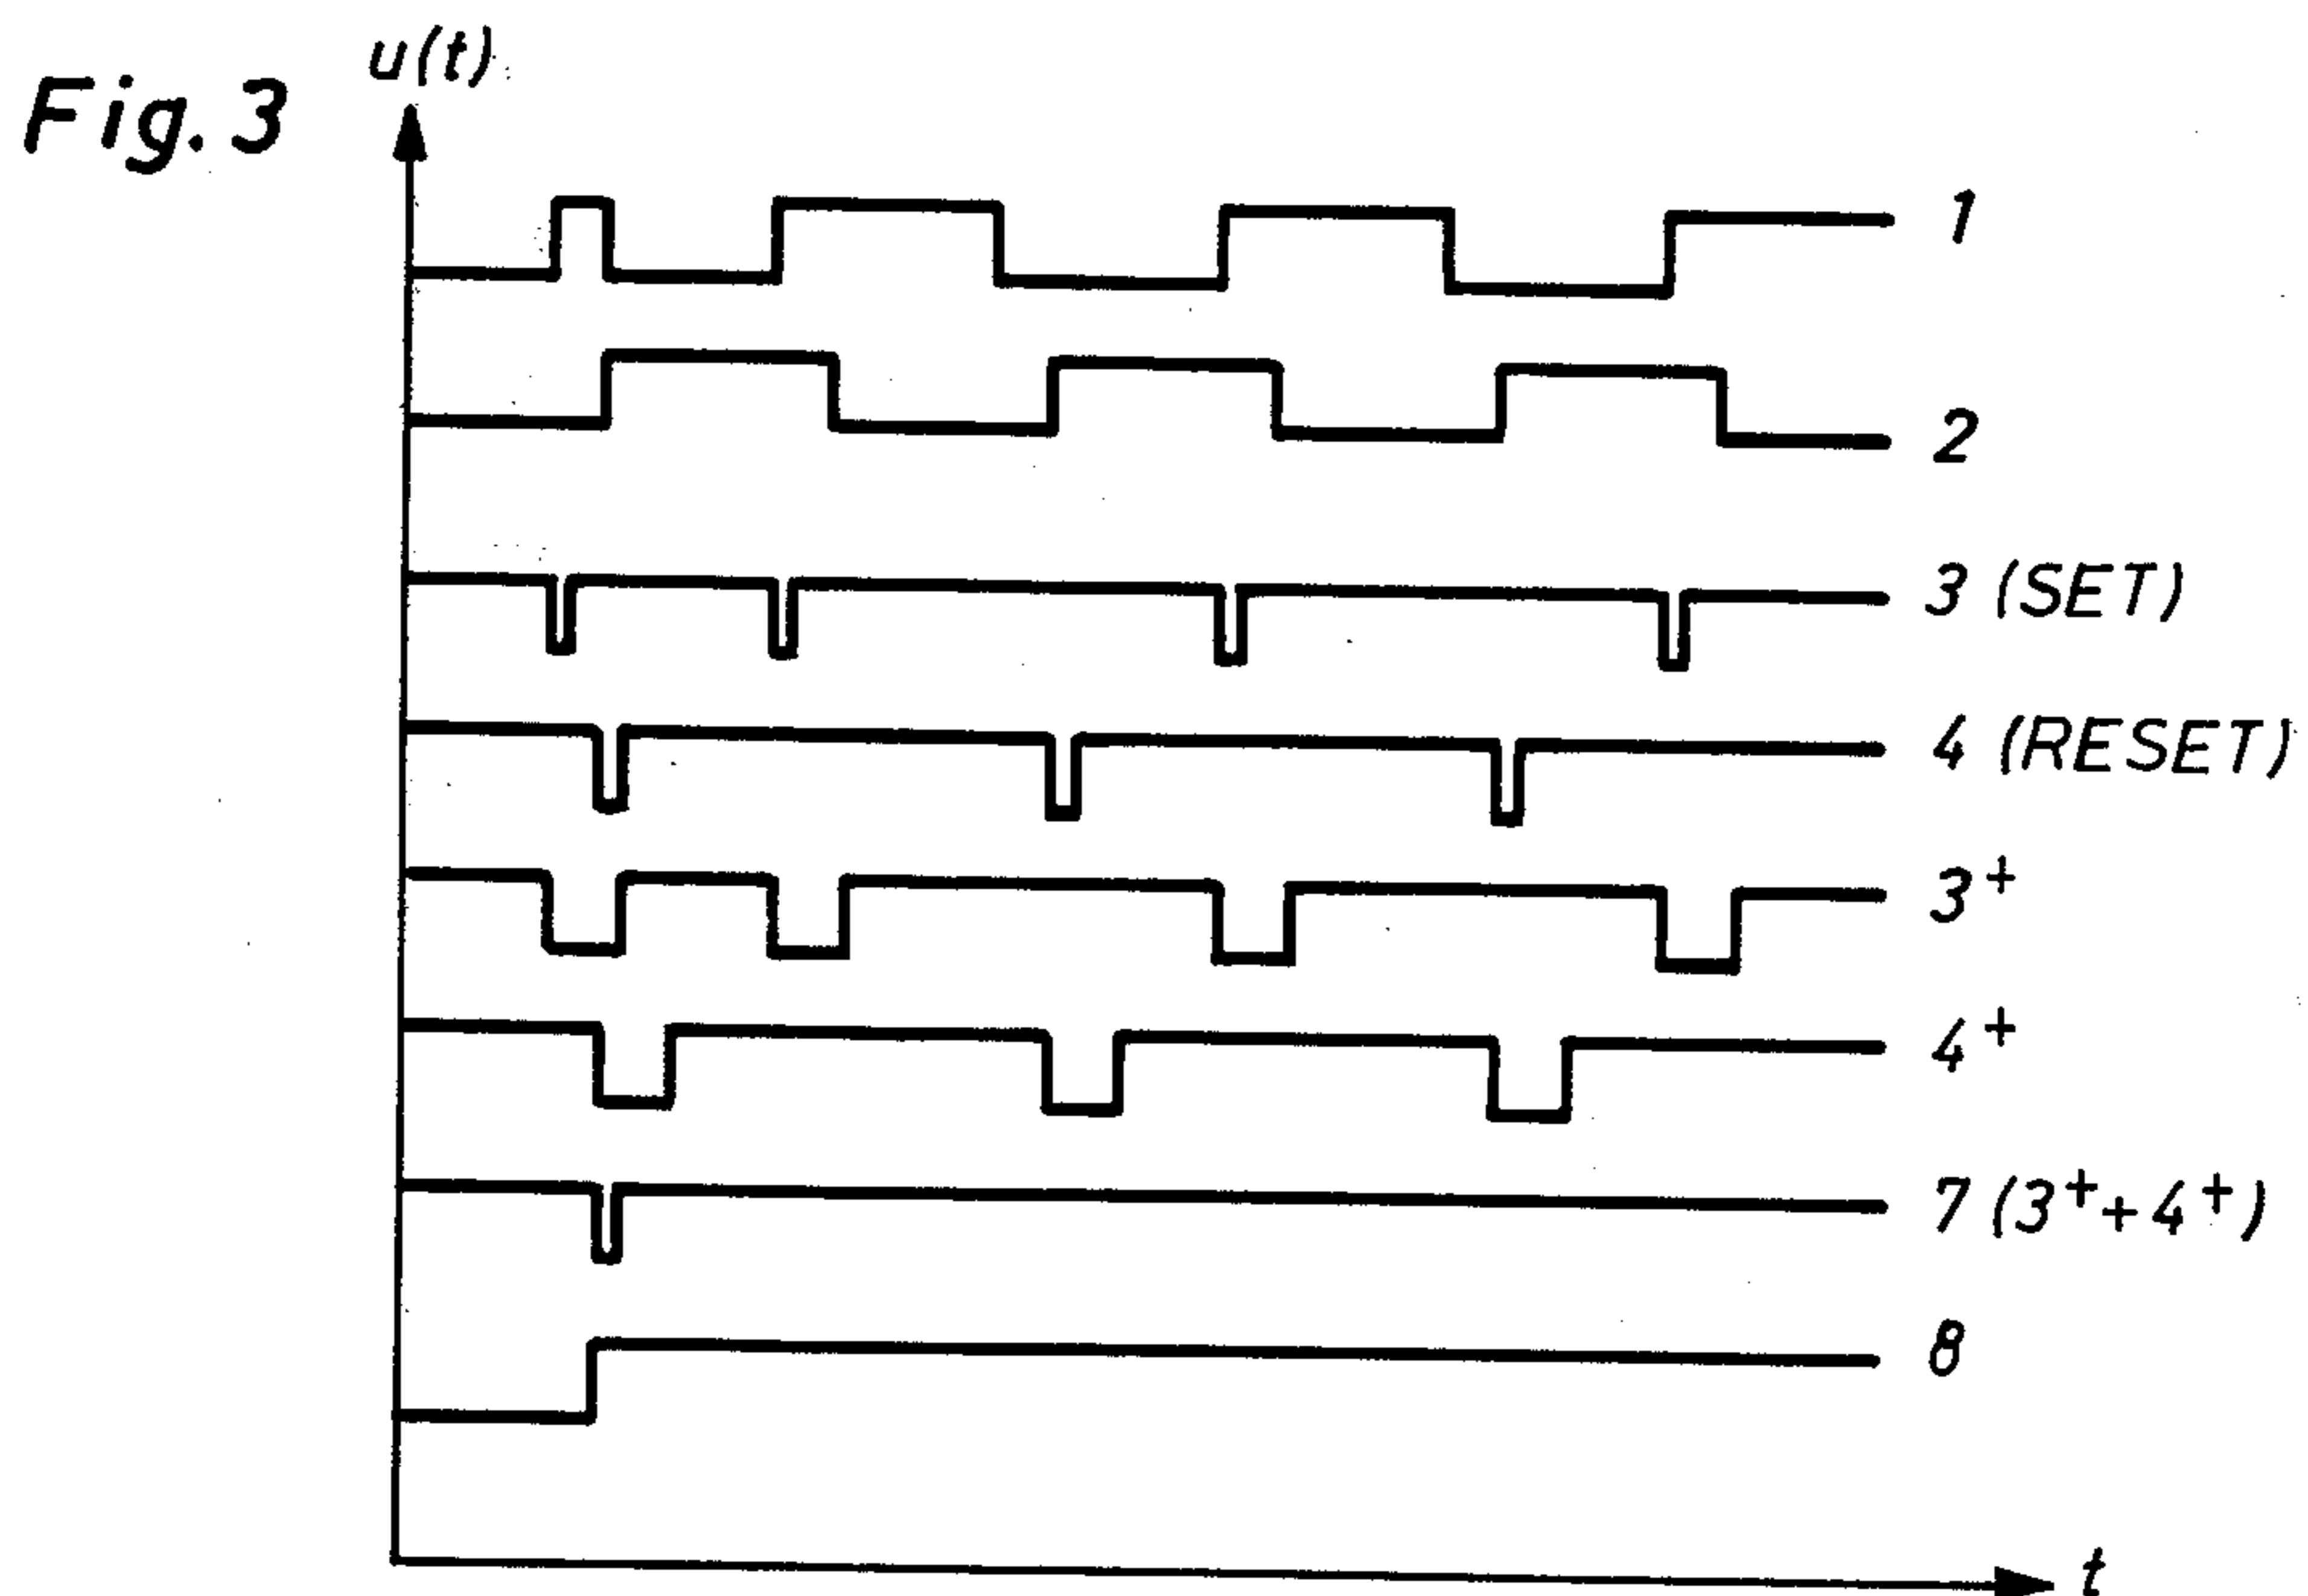 Fig. 3
u(t)
1
2
3 (SET)
4 (RESET)
3+
4+
7 (3+ + 4+)
8
t